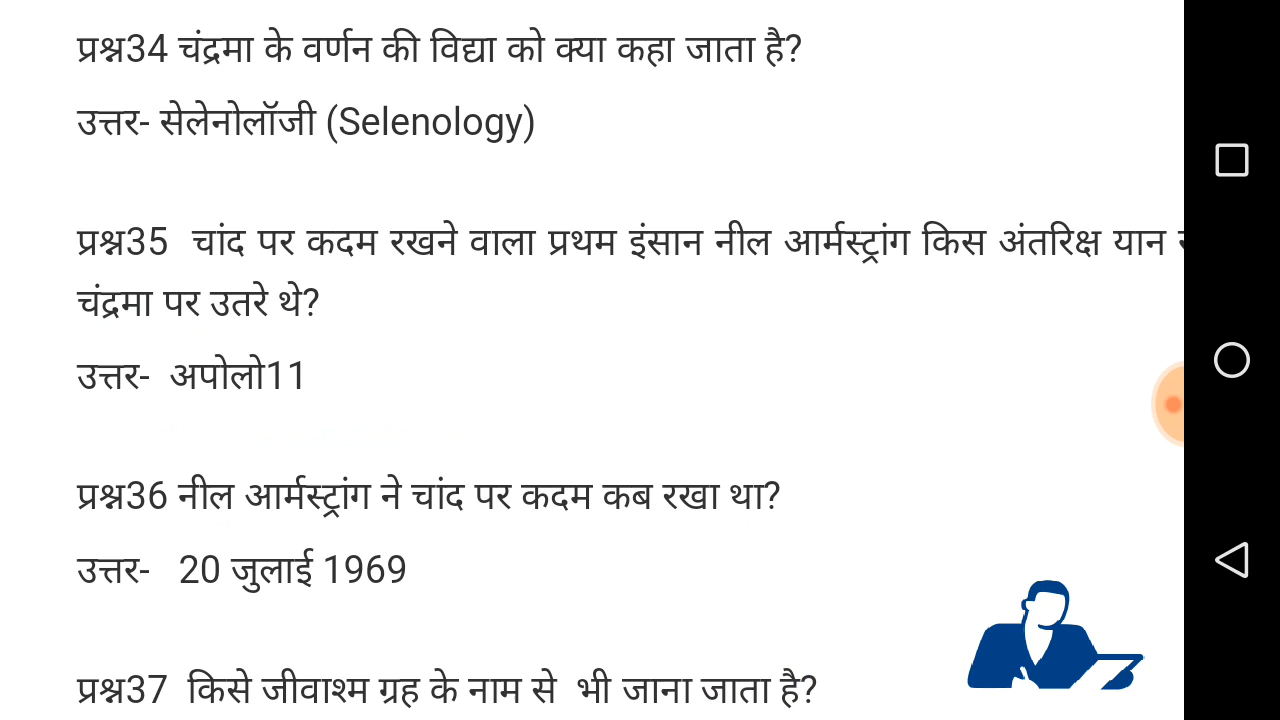 प्रश्न34 चंद्रमा के वर्णन की विद्या को क्या कहा जाता है?
उत्तर- सेलेनोलॉजी (Selenology)
प्रश्न35 चांद पर कदम रखने वाला प्रथम इंसान नील आर्मस्ट्रांग किस अंतरिक्ष यान
चंद्रमा पर उतरे थे?
उत्तर- अपोलो11
प्रश्न36 नील आर्मस्ट्रांग ने चांद पर कदम कब रखा था?
उत्तर- 20 जुलाई 1969
प्रश्न37 किसे जीवाश्म ग्रह के नाम से भी जाना जाता है?